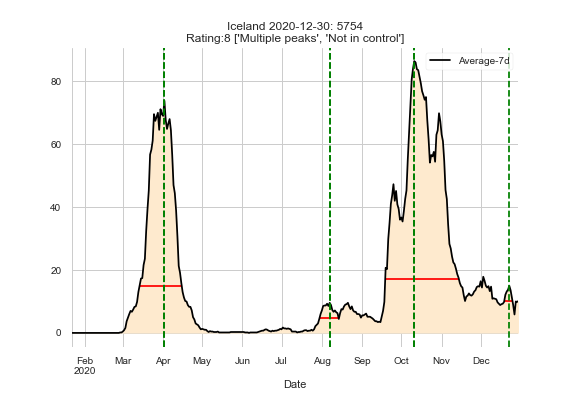 Iceland 2020-12-30: 5754
Rating:8 ['Multiple peaks', 'Not in control']
Average-7d
80
60
40
20
0
Feb Mar Apr May Jun Jul Aug Sep Oct Nov Dec
2020
Date